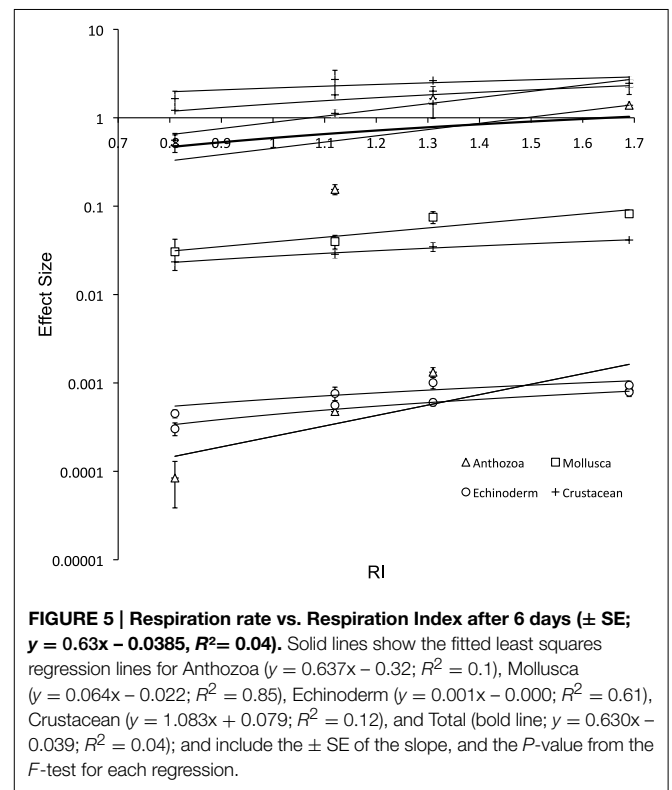 10
1
0.7 0.8 0.9 1 1.1 1.2 1.3 1.4 1.5 1.6 1.7
0.1
0.01
0.001
0.0001
0.00001
Effect Size
Anthozoa Mollusca
Echinoderm Crustacean
RI
FIGURE 5 | Respiration rate vs. Respiration Index after 6 days (± SE;
y = 0.63x – 0.0385, R²= 0.04). Solid lines show the fitted least squares
regression lines for Anthozoa (y = 0.637x – 0.32; R² = 0.1), Mollusca
(y = 0.064x – 0.022; R² = 0.85), Echinoderm (y = 0.001x – 0.000; R² = 0.61),
Crustacean (y = 1.083x + 0.079; R² = 0.12), and Total (bold line; y = 0.630x –
0.039; R² = 0.04); and include the ± SE of the slope, and the P-value from the
F-test for each regression.